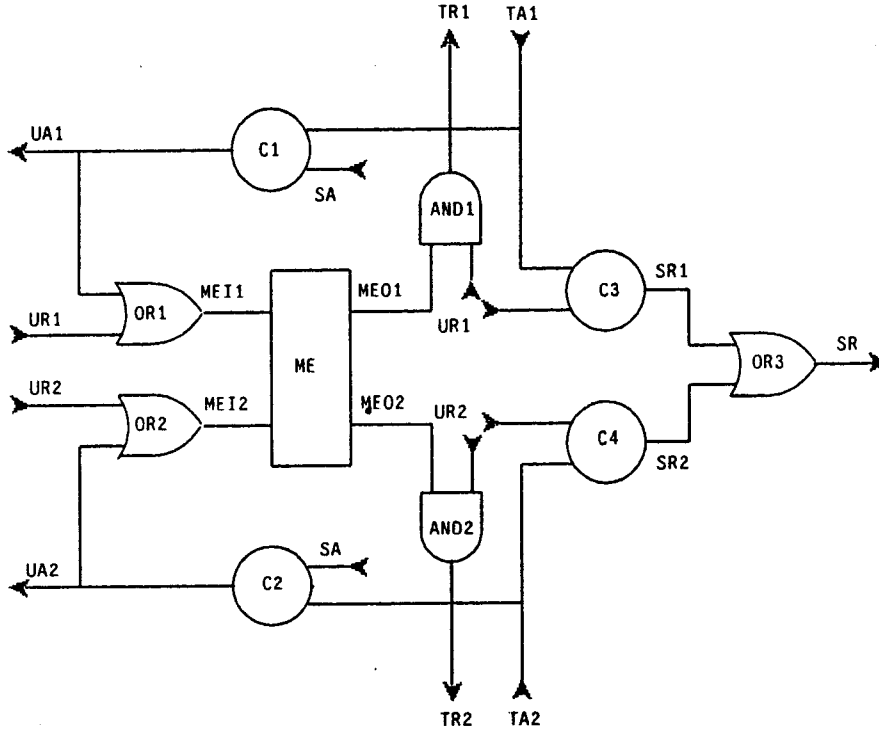 TR1 TA1
UA1
C1
SA
AND1
UR1
OR1
MEI1
MEO1
UR1
C3
SR1
ME
OR3
SR
UR2
OR2
MEI2
MEO2
UR2
C4
SR2
AND2
UA2
C2
SA
TR2 TA2